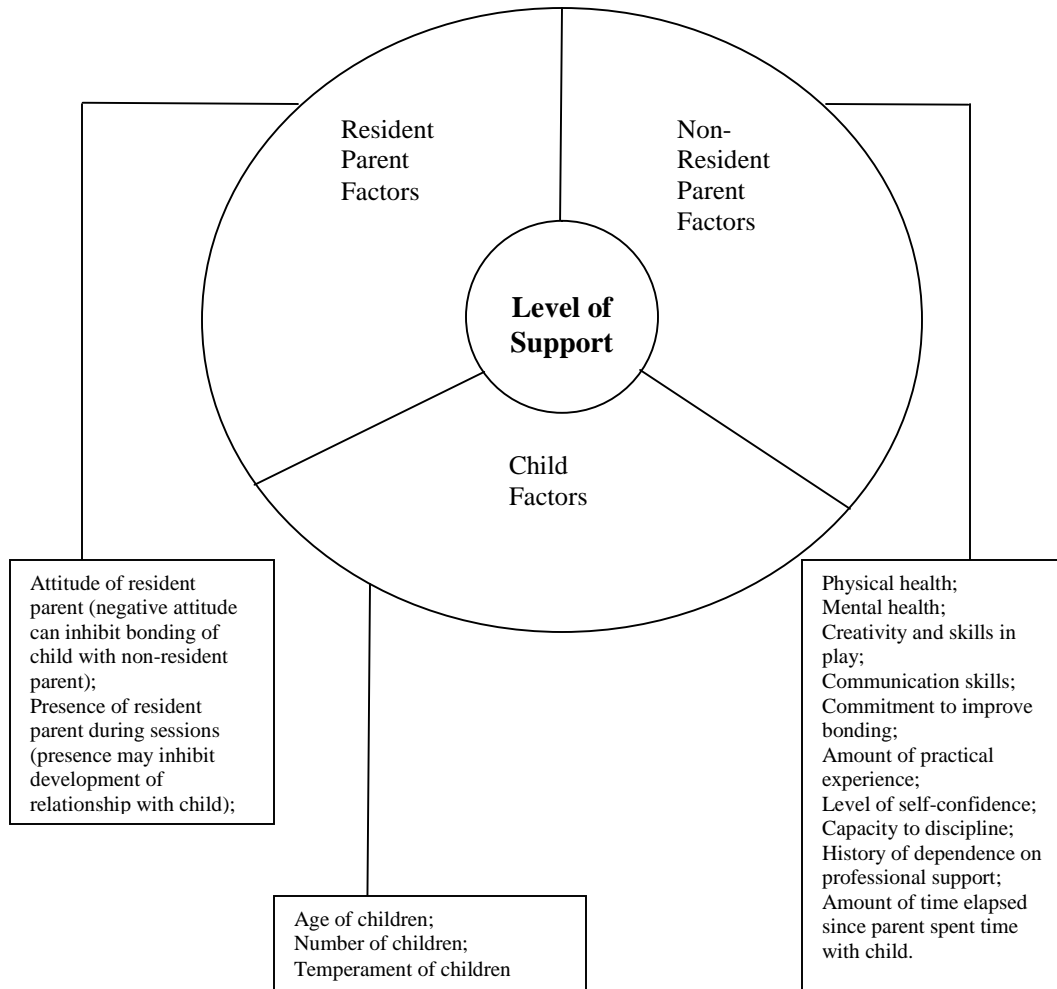 Resident
Parent
Factors
Non-
Resident
Parent
Factors
Level of
Support
Child
Factors
Attitude of resident
parent (negative attitude
can inhibit bonding of
child with non-resident
parent);
Presence of resident
parent during sessions
(presence may inhibit
development of
relationship with child);
Physical health;
Mental health;
Creativity and skills in
play;
Communication skills;
Commitment to improve
bonding;
Amount of practical
experience;
Level of self-confidence;
Capacity to discipline;
History of dependence on
professional support;
Amount of time elapsed
since parent spent time
with child.
Age of children;
Number of children;
Temperament of children